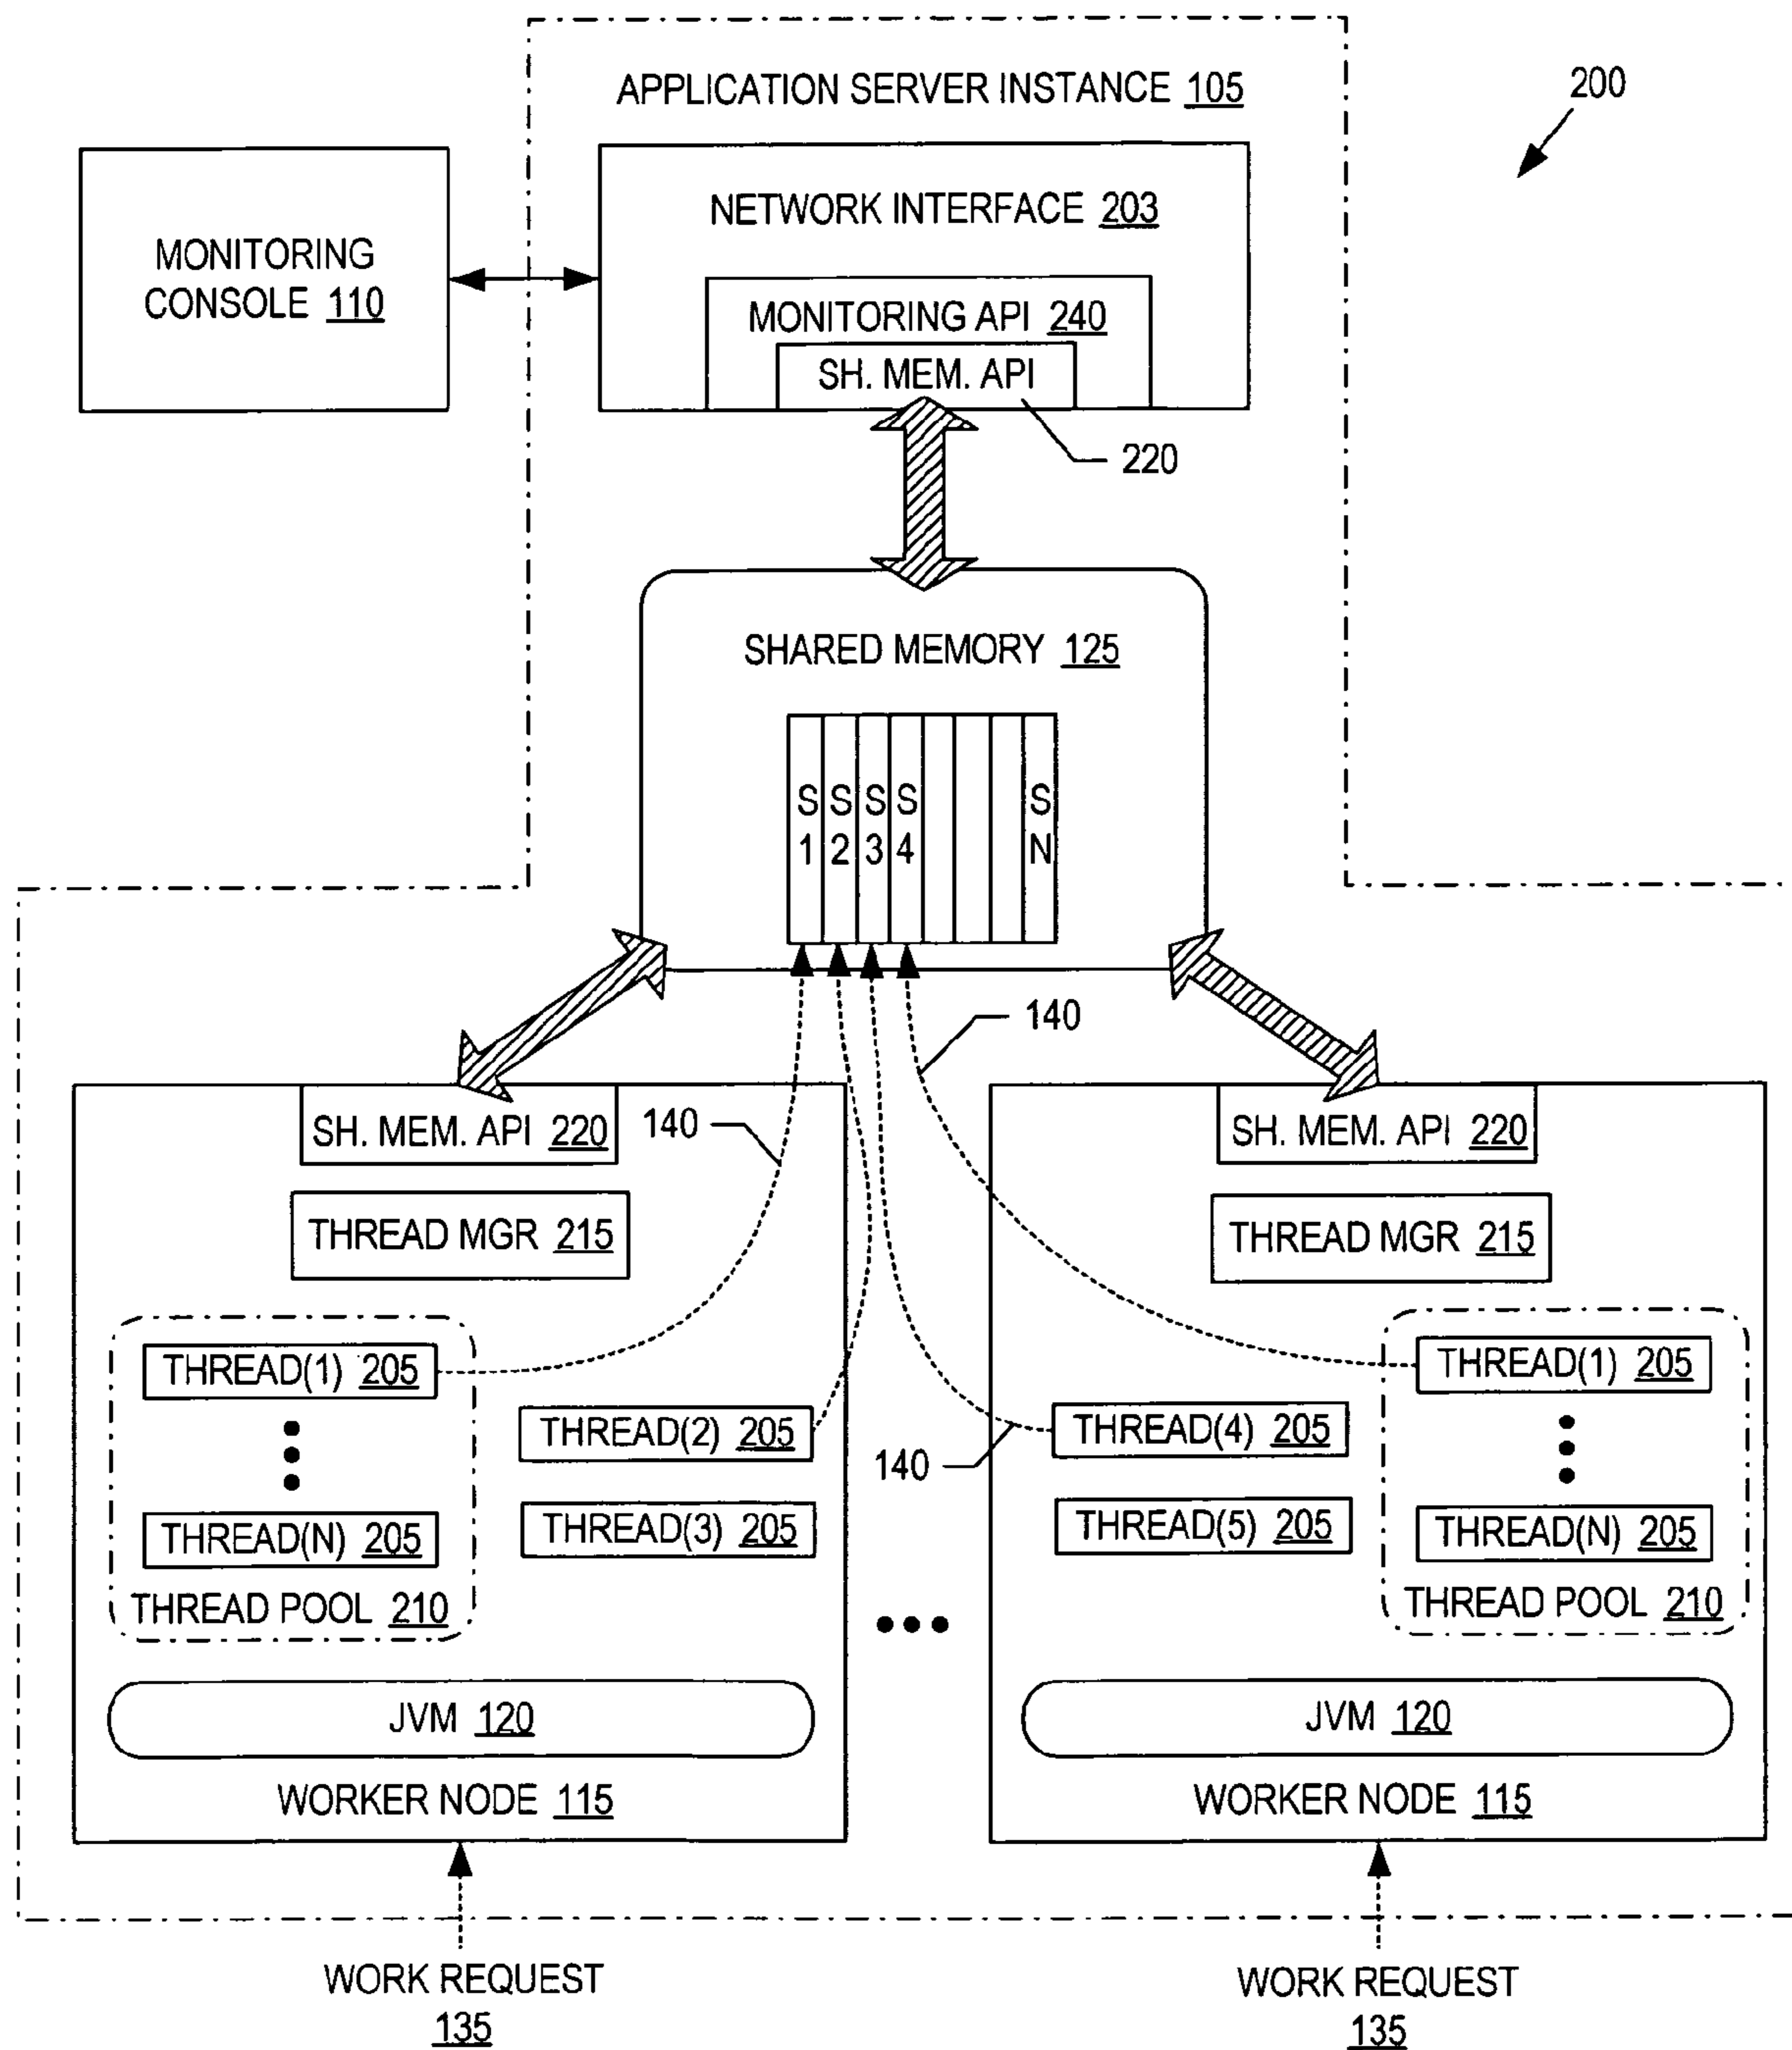 APPLICATION SERVER INSTANCE 105
200
NETWORK INTERFACE 203
MONITORING
CONSOLE 110
MONITORING API 240
SH. MEM. API
220
SHARED MEMORY 125
S S S S S
1 2 3 4 N
140
SH. MEM. API 220
140
SH. MEM. API 220
THREAD MGR 215
THREAD MGR 215
THREAD(1) 205
THREAD(1) 205
THREAD(2) 205
THREAD(4) 205
140
THREAD(N) 205
THREAD(3) 205
THREAD(5) 205
THREAD(N) 205
THREAD POOL 210
THREAD POOL 210
JVM 120
JVM 120
WORKER NODE 115
WORKER NODE 115
WORK REQUEST
135
WORK REQUEST
135